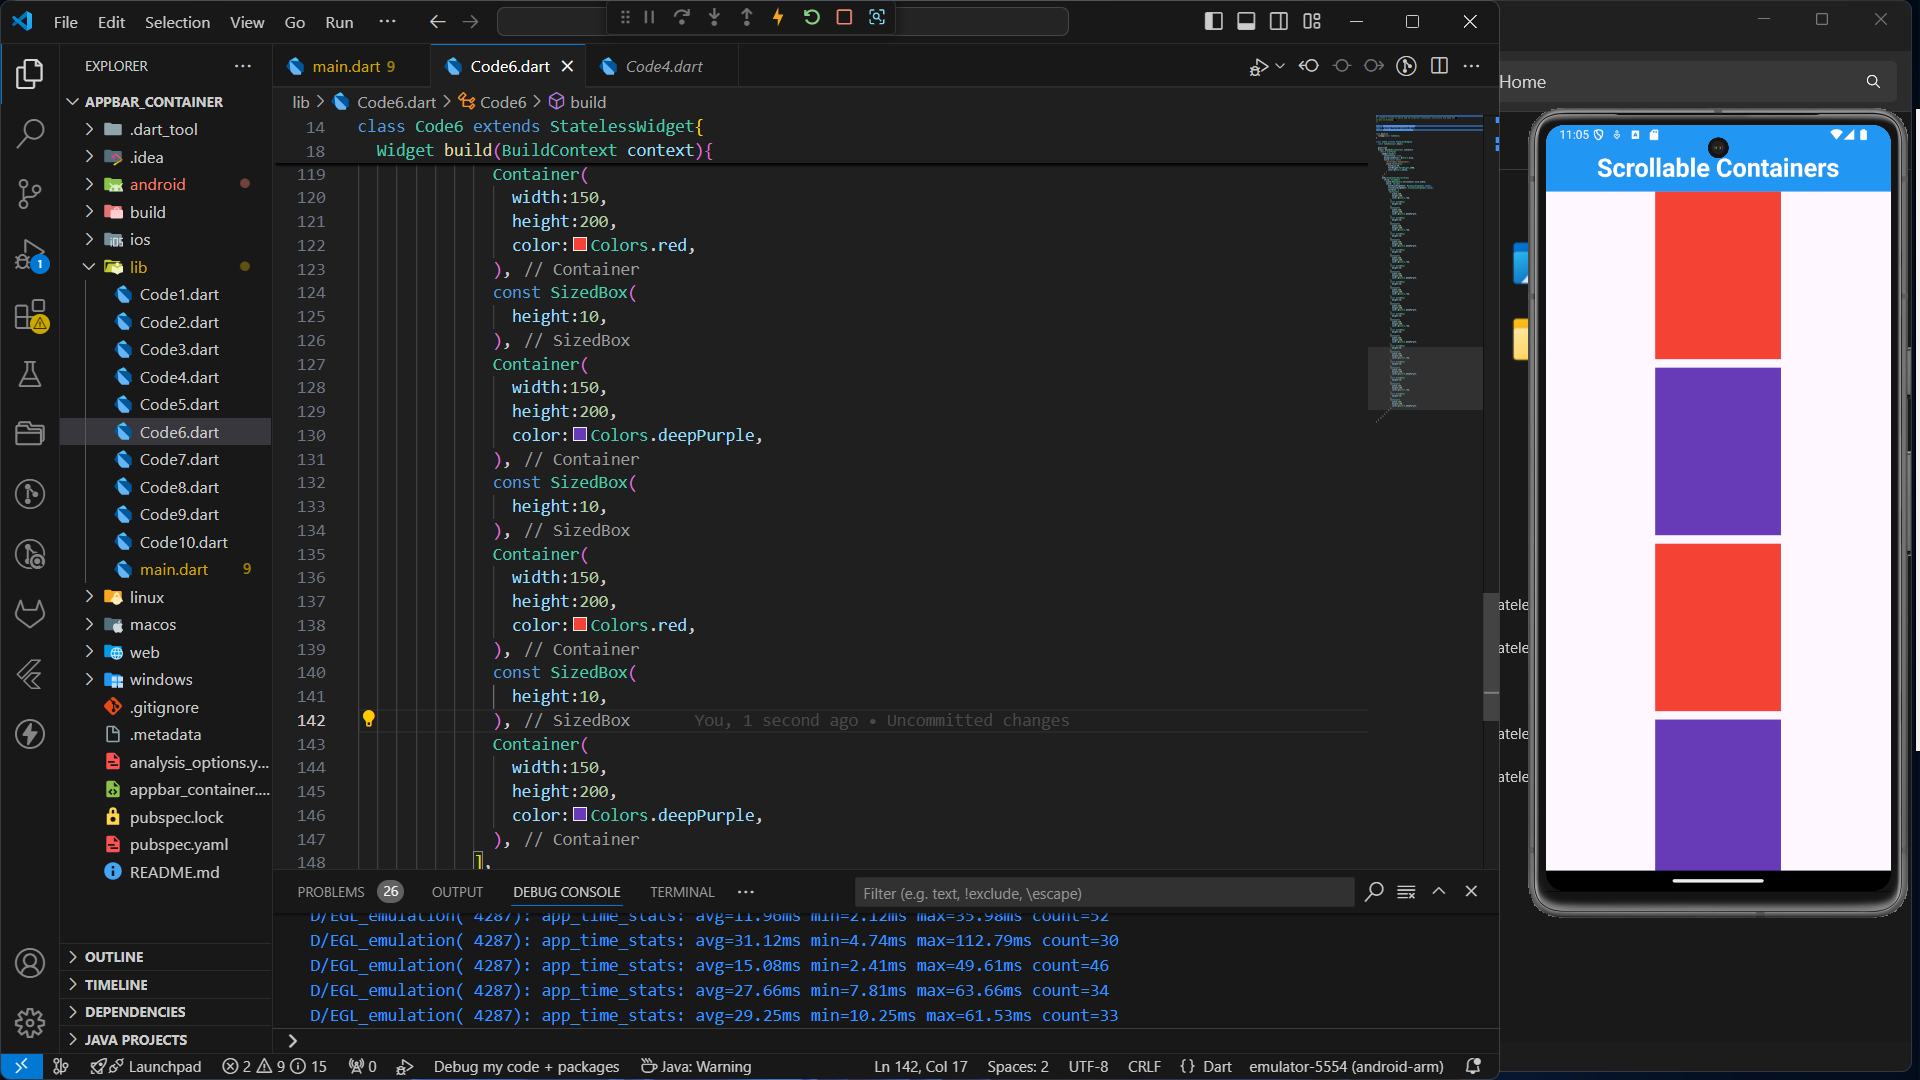 File Edit Selection View Go Run ···
EXPLORER ···
APPBAR_CONTAINER
.dart_tool
.idea
android
build
ios
lib
Code1.dart
Code2.dart
Code3.dart
Code4.dart
Code5.dart
Code6.dart
Code7.dart
Code8.dart
Code9.dart
Code10.dart
main.dart 9
linux
macos
web
windows
.gitignore
.metadata
analysis_options.y...
appbar_container....
pubspec.lock
pubspec.yaml
README.md
OUTLINE
TIMELINE
DEPENDENCIES
JAVA PROJECTS
1
main.dart 9 Code6.dart Code4.dart
lib > Code6.dart > Code6 > build
14 class Code6 extends StatelessWidget{
18 Widget build(BuildContext context){
119 Container(
120 width:150,
121 height:200,
122 color:Colors.red,
123 ), // Container
124 const SizedBox(
125 height:10,
126 ), // SizedBox
127 Container(
128 width:150,
129 height:200,
130 color:Colors.deepPurple,
131 ), // Container
132 const SizedBox(
133 height:10,
134 ), // SizedBox
135 Container(
136 width:150,
137 height:200,
138 color:Colors.red,
139 ), // Container
140 const SizedBox(
141 height:10,
142 ), // SizedBox You, 1 second ago • Uncommitted changes
143 Container(
144 width:150,
145 height:200,
146 color:Colors.deepPurple,
147 ), // Container
148 ],
PROBLEMS 26 OUTPUT DEBUG CONSOLE TERMINAL ···
Filter (e.g. text, !exclude, \escape)
D/EGL_emulation( 4287): app_time_stats: avg=11.96ms min=2.12ms max=35.98ms count=52
D/EGL_emulation( 4287): app_time_stats: avg=31.12ms min=4.74ms max=112.79ms count=30
D/EGL_emulation( 4287): app_time_stats: avg=15.08ms min=2.41ms max=49.61ms count=46
D/EGL_emulation( 4287): app_time_stats: avg=27.66ms min=7.81ms max=63.66ms count=34
D/EGL_emulation( 4287): app_time_stats: avg=29.25ms min=10.25ms max=61.53ms count=33
Launchpad 2 9 15 0 Debug my code + packages Java: Warning Ln 142, Col 17 Spaces: 2 UTF-8 CRLF {} Dart emulator-5554 (android-arm)
Home
11:05
Scrollable Containers
atele
atele
atele
atele